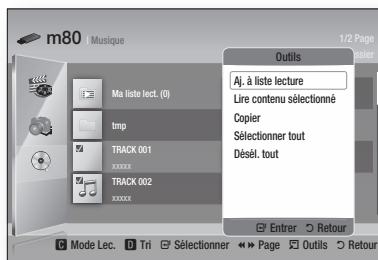 m80 | Musique
1/2 Page
Outils
Aj. à liste lecture
Lire contenu sélectionné
Copier
Sélectionner tout
Désél. tout
Ma liste lect. (0)
tmp
TRACK 001
xxxxx
TRACK 002
xxxxx
Entrer Retour
C Mode Lec. D Tri Sélectionner Page Outils Retour